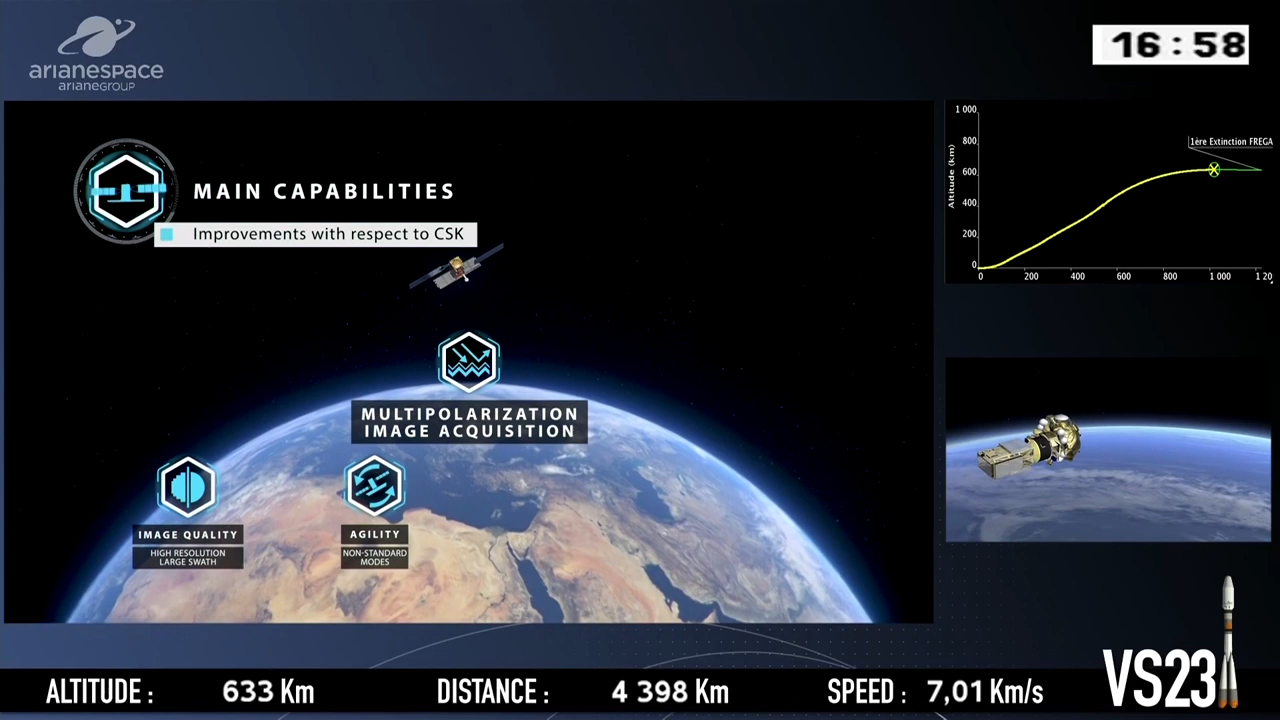 arianespace
arianeGROUP
16:58
MAIN CAPABILITIES
Improvements with respect to CSK
MULTIPOLARIZATION
IMAGE ACQUISITION
IMAGE QUALITY
HIGH RESOLUTION
LARGE SWATH
AGILITY
NON-STANDARD
MODES
1 000
800
600
400
200
0
Altitude (km)
1ère Extinction FREGA
0 200 400 600 800 1 000 1 20
VS23
ALTITUDE : 633 Km DISTANCE : 4 398 Km SPEED : 7,01 Km/s